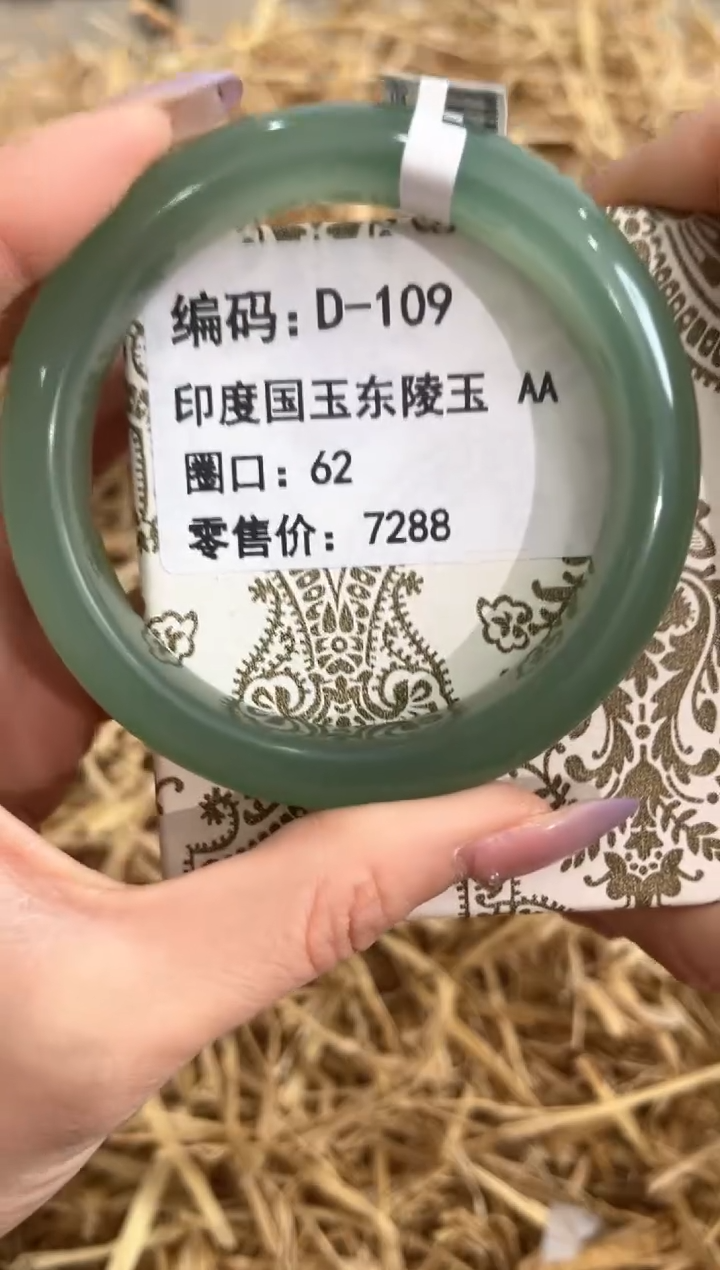 编码：D-109
印度国玉东陵玉 AA
圈口：62
零售价：7288